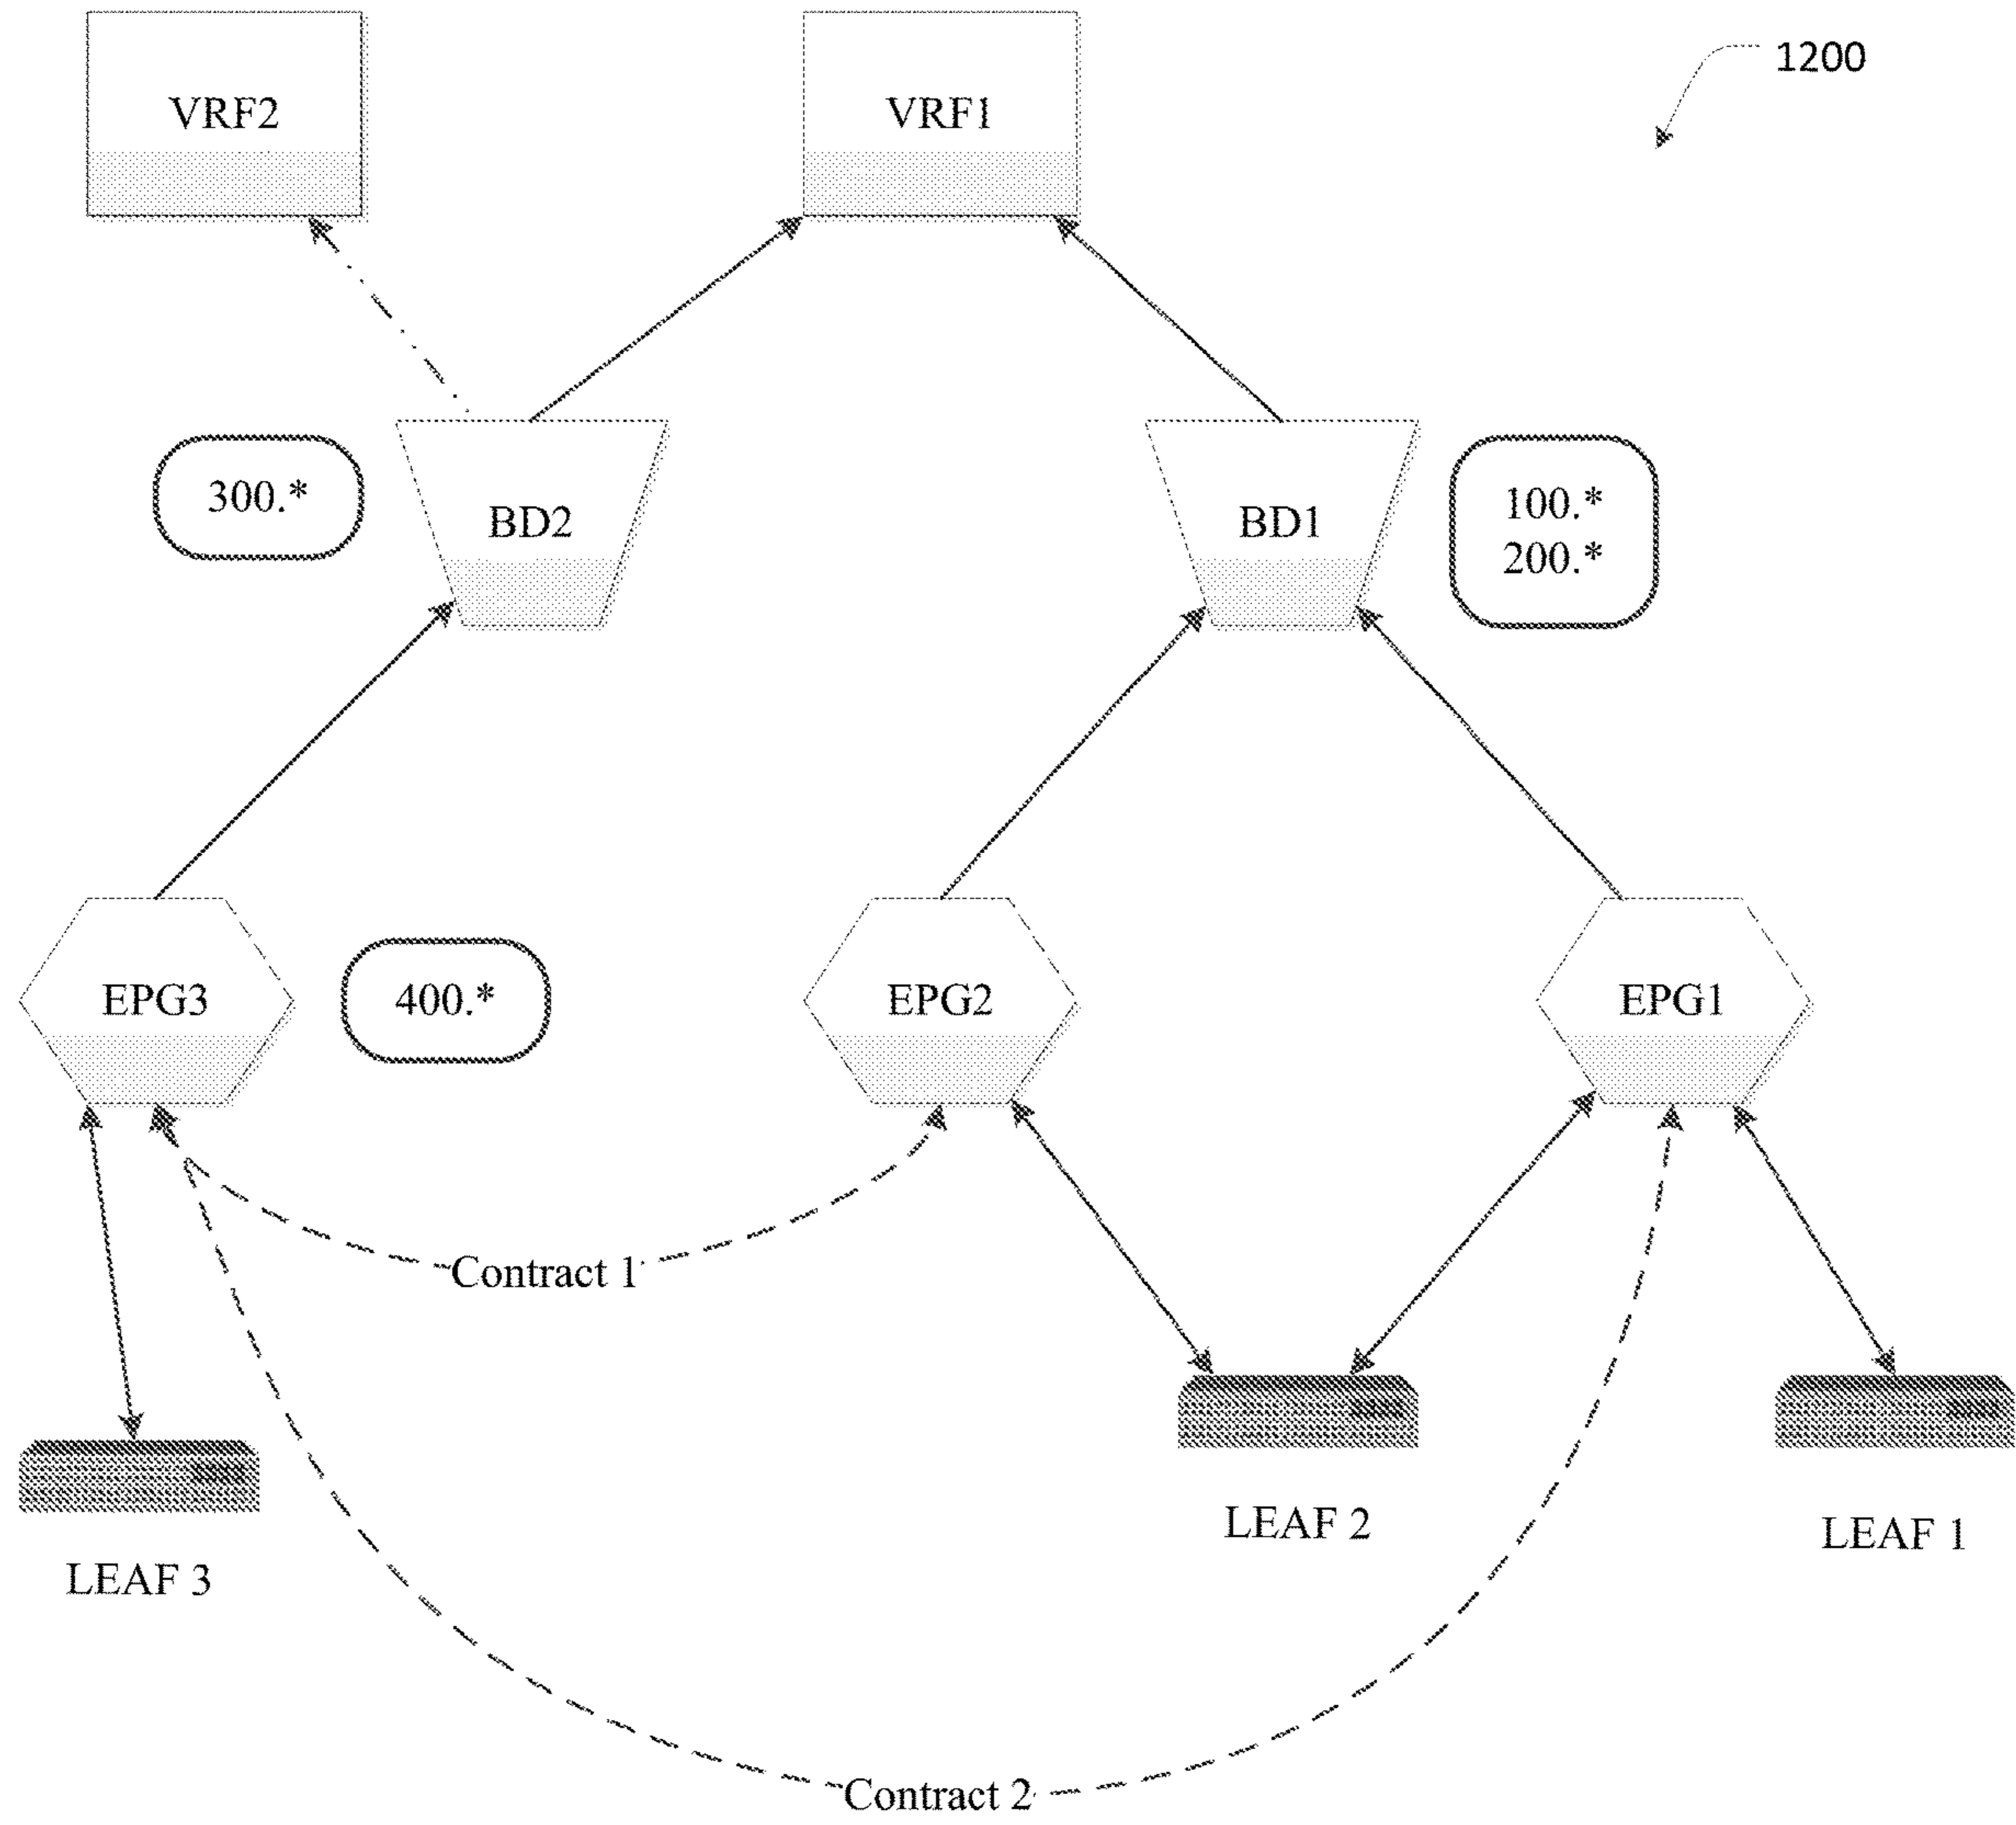 1200
VRF2
VRF1
300.*
BD2
BD1
100.*
200.*
EPG3
400.*
EPG2
EPG1
Contract 1
LEAF 3
LEAF 2
LEAF 1
Contract 2